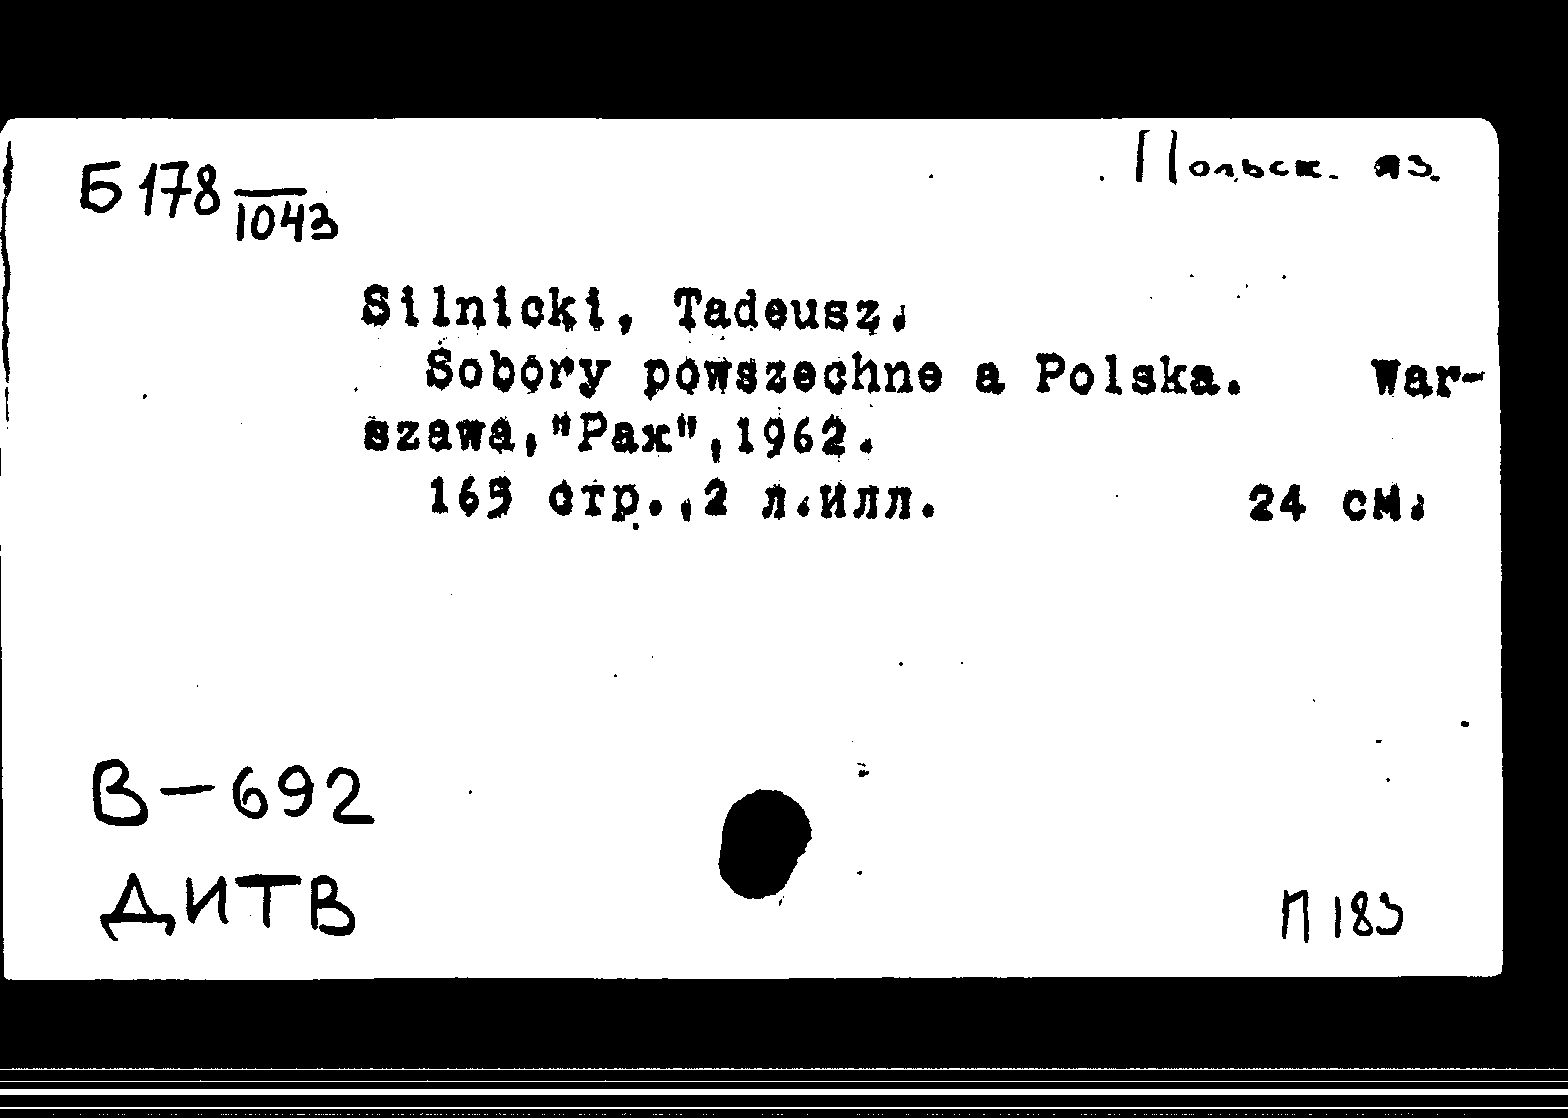 Польск. яз.
Б 178
1043
Silnicki, Tadeusz.
Sobory powszechne a Polska. War-
szawa,"Pax",1962.
165 стр.,2 л.илл. 24 см.
В-692
ДИТВ
П 183